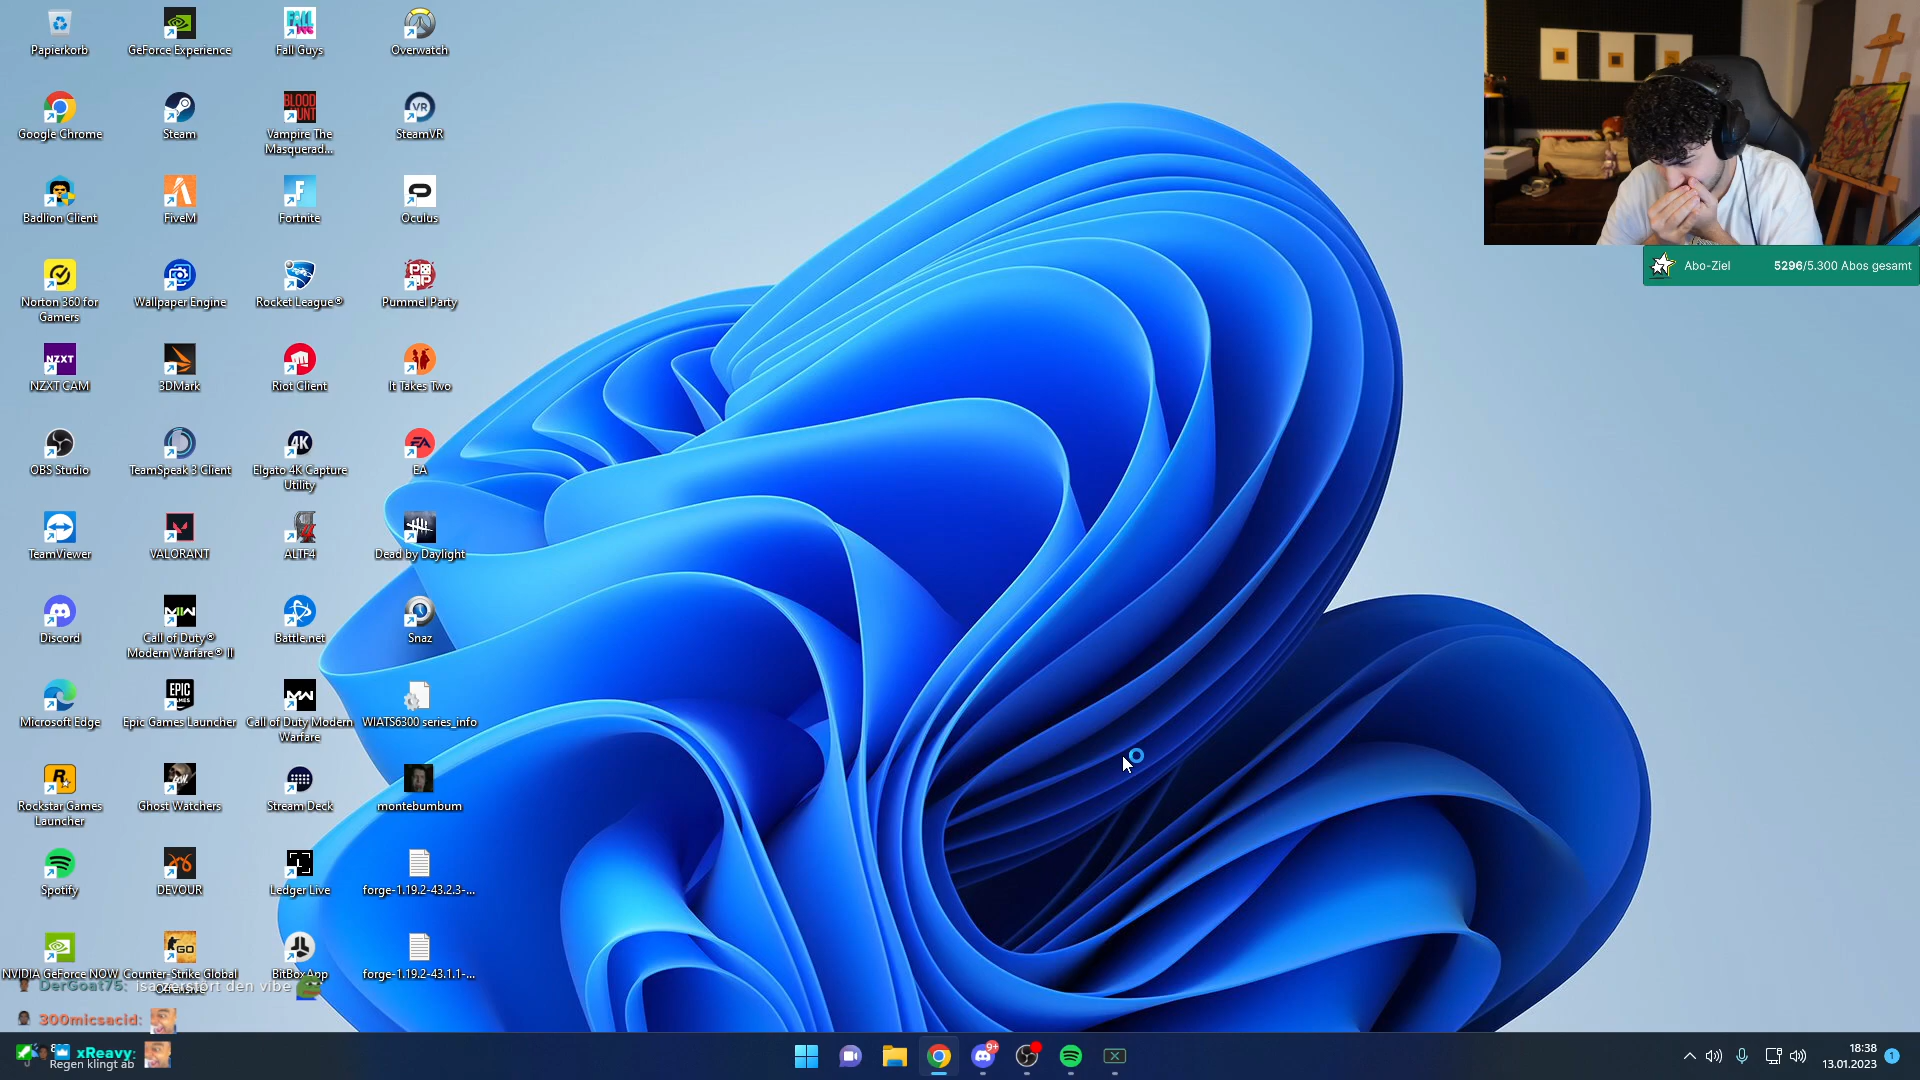 Papierkorb
GeForce Experience
Fall Guys
Overwatch
Google Chrome
Steam
Vampire The
Masquerad...
SteamVR
Badlion Client
FiveM
Fortnite
Oculus
Norton 360 for
Gamers
Wallpaper Engine
Rocket League®
Pummel Party
NZXT CAM
3DMark
Riot Client
It Takes Two
OBS Studio
TeamSpeak 3 Client
Elgato 4K Capture
Utility
EA
TeamViewer
VALORANT
ALTF4
Dead by Daylight
Discord
Call of Duty®
Modern Warfare® II
Battle.net
Snaz
Microsoft Edge
Epic Games Launcher
Call of Duty Modern
Warfare
WIATS6300 series_info
Rockstar Games
Launcher
Ghost Watchers
Stream Deck
montebumbum
Spotify
DEVOUR
Ledger Live
forge-1.19.2-43.2.3-...
NVIDIA GeForce NOW
Counter-Strike Global
Offensive
BitBoxApp
forge-1.19.2-43.1.1-...
Abo-Ziel 5296/5.300 Abos gesamt
DerGoat75: isa zerstört den vibe
300micsacid:
xReavy:
Regen klingt ab
9+
18:38
13.01.2023
1